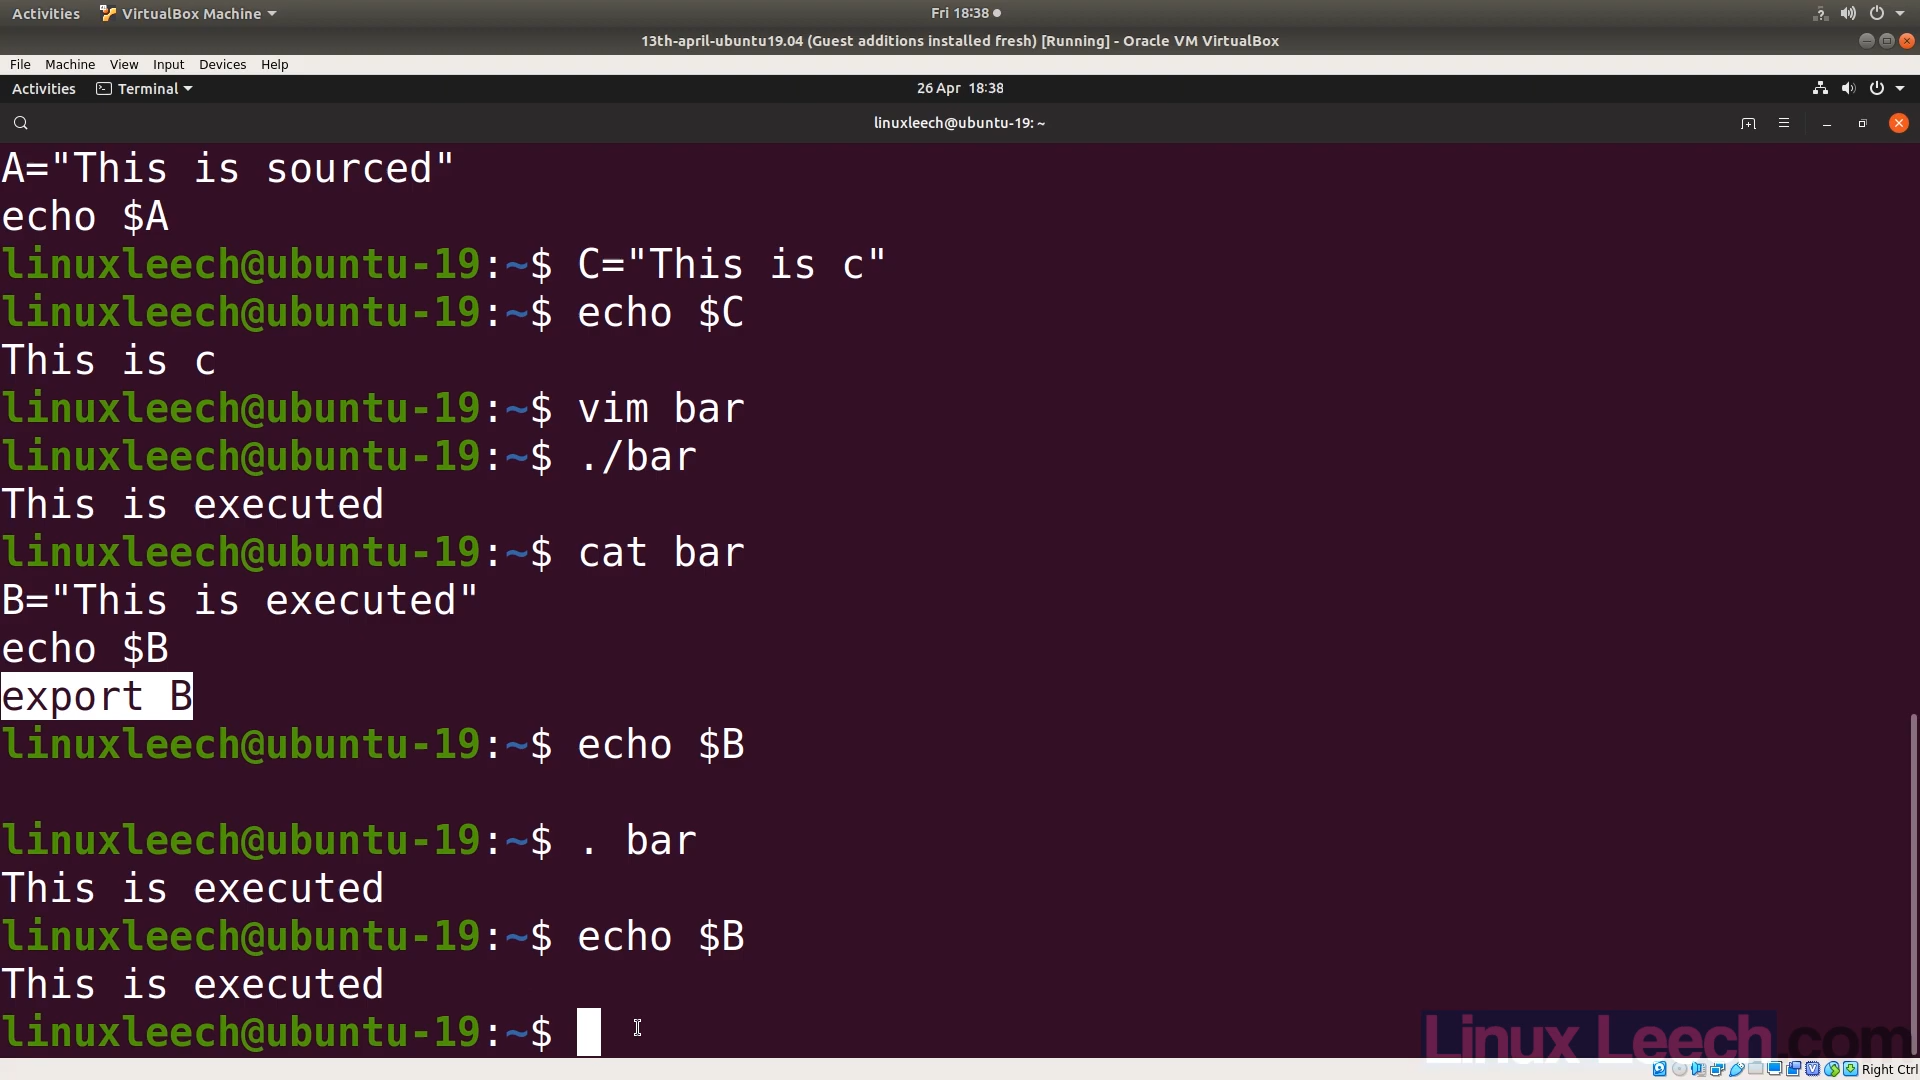 Activities VirtualBox Machine Fri 18:38
13th-april-ubuntu19.04 (Guest additions installed fresh) [Running] - Oracle VM VirtualBox
File Machine View Input Devices Help
Activities Terminal 26 Apr 18:38
linuxleech@ubuntu-19: ~
A="This is sourced"
echo $A
linuxleech@ubuntu-19:~$ C="This is c"
linuxleech@ubuntu-19:~$ echo $C
This is c
linuxleech@ubuntu-19:~$ vim bar
linuxleech@ubuntu-19:~$ ./bar
This is executed
linuxleech@ubuntu-19:~$ cat bar
B="This is executed"
echo $B
export B
linuxleech@ubuntu-19:~$ echo $B
linuxleech@ubuntu-19:~$ . bar
This is executed
linuxleech@ubuntu-19:~$ echo $B
This is executed
linuxleech@ubuntu-19:~$
Linux Leech.com
Right Ctrl